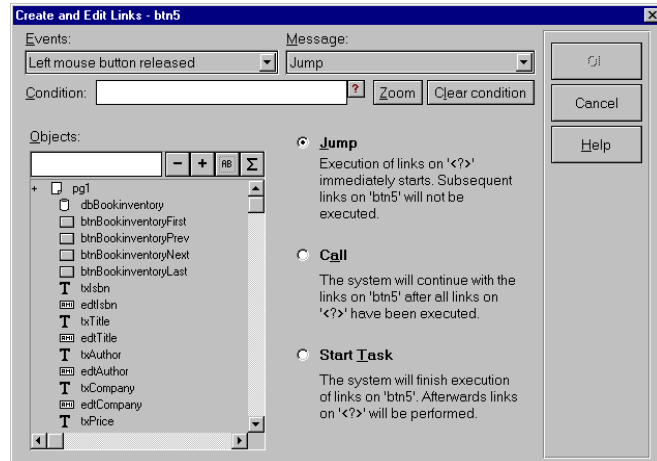 Create and Edit Links - btn5
Events:
Message:
Left mouse button released
Jump
Condition:
?
Zoom
Clear condition
Cancel
Help
Objects:
- + AB Σ
+ pg1
dbBookinventory
btnBookinventoryFirst
btnBookinventoryPrev
btnBookinventoryNext
btnBookinventoryLast
T txIsbn
edtIsbn
T txTitle
edtTitle
T txAuthor
edtAuthor
T txCompany
edtCompany
T txPrice
Jump
Execution of links on '<?>'
immediately starts. Subsequent
links on 'btn5' will not be
executed.
Call
The system will continue with the
links on 'btn5' after all links on
'<?>' have been executed.
Start Task
The system will finish execution
of links on 'btn5'. Afterwards links
on '<?>' will be performed.